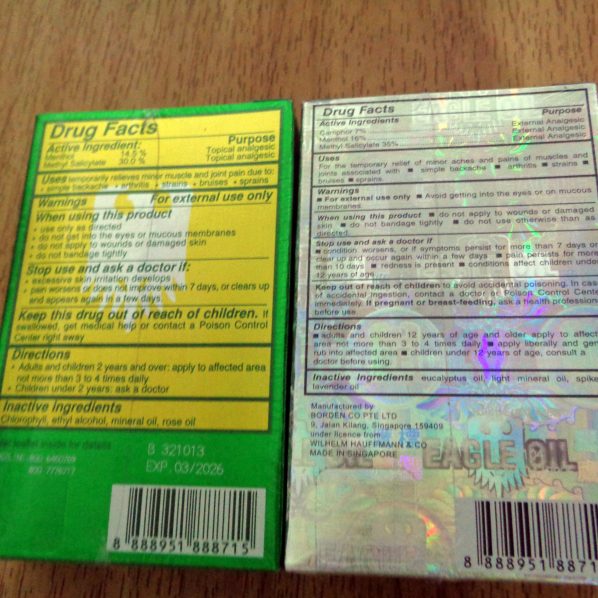 Drug Facts
Active Ingredient: Purpose
Menthol 14.5 % Topical analgesic
Methyl Salicylate 30.0 % Topical analgesic
Uses temporarily relieves minor muscle and joint pain due to:
• simple backache • arthritis • strains • bruises • sprains
Warnings For external use only
When using this product
• use only as directed
• do not get into the eyes or mucous membranes
• do not apply to wounds or damaged skin
• do not bandage tightly
Stop use and ask a doctor if:
• excessive skin irritation develops
• pain worsens or does not improve within 7 days, or clears up
and appears again in a few days.
Keep this drug out of reach of children. If
swallowed, get medical help or contact a Poison Control
Center right away
Directions
• Adults and children 2 years and over: apply to affected area
not more than 3 to 4 times daily
• Children under 2 years: ask a doctor
Inactive ingredients
Chlorophyll, ethyl alcohol, mineral oil, rose oil
leaflet inside for details
B 321013
EXP. 03/2026
8 888951 888715
Drug Facts
Active Ingredients Purpose
Camphor 7% External Analgesic
Menthol 16% External Analgesic
Methyl Salicylate 35% External Analgesic
Uses
For the temporary relief of minor aches and pains of muscles and
joints associated with ■ simple backache ■ arthritis ■ strains ■
bruises ■ sprains.
Warnings
■ For external use only ■ Avoid getting into the eyes or on mucous
membranes.
When using this product ■ do not apply to wounds or damaged
skin ■ do not bandage tightly ■ do not use otherwise than as
directed.
Stop use and ask a doctor if
■ condition worsens, or if symptoms persist for more than 7 days or
clear up and occur again within a few days ■ pain persists for more
than 10 days ■ redness is present ■ conditions affect children under
12 years of age
Keep out of reach of children to avoid accidental poisoning. In case
of accidental ingestion, contact a doctor or Poison Control Cente
immediately. If pregnant or breast-feeding, ask a health professiona
before use.
Directions
■ adults and children 12 years of age and older apply to affect
area not more than 3 to 4 times daily ■ apply liberally and gen
rub into affected area ■ children under 12 years of age, consult a
doctor before using.
Inactive Ingredients eucalyptus oil, light mineral oil, spike
lavender oil
Manufactured by
BORDEN CO PTE LTD
9, Jalan Kilang, Singapore 159409
under licence from
WILHELM HAUFFMANN & CO
MADE IN SINGAPORE
EAGLE OIL
8 888951 8871